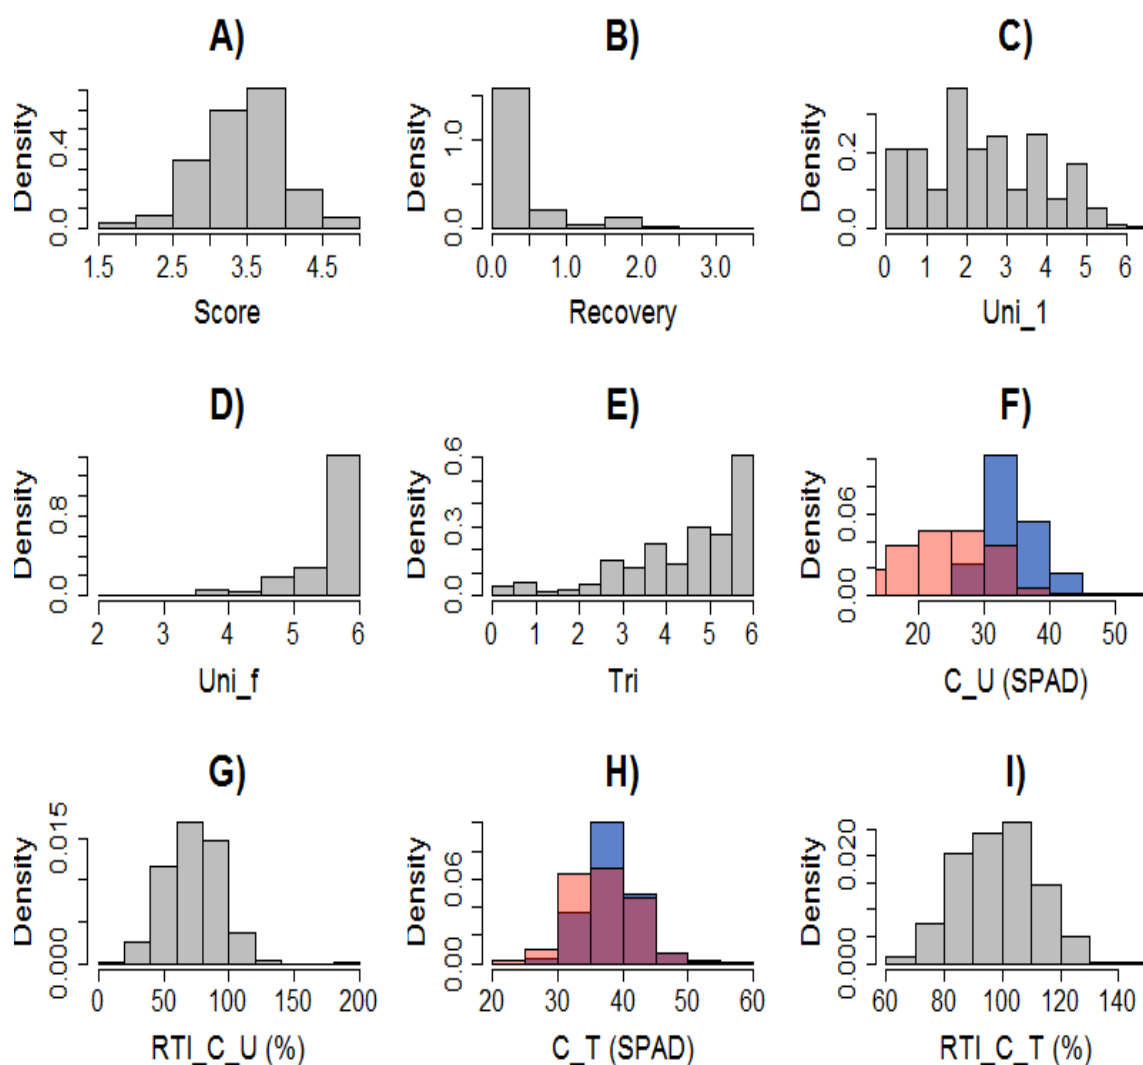 A)
B)
C)
Density
0.0
0.4
1.5
2.5
3.5
4.5
Score
Density
0.0
1.0
0.0
1.0
2.0
3.0
Recovery
Density
0.0
0.2
0
1
2
3
4
5
6
Uni_1
D)
E)
F)
Density
0.0
0.8
2
3
4
5
6
Uni_f
Density
0.0
0.3
0.6
0
1
2
3
4
5
6
Tri
Density
0.00
0.06
20
30
40
50
C_U (SPAD)
G)
H)
I)
Density
0.000
0.015
0
50
100
150
200
RTI_C_U (%)
Density
0.00
0.06
20
30
40
50
60
C_T (SPAD)
Density
0.000
0.020
60
80
100
120
140
RTI_C_T (%)